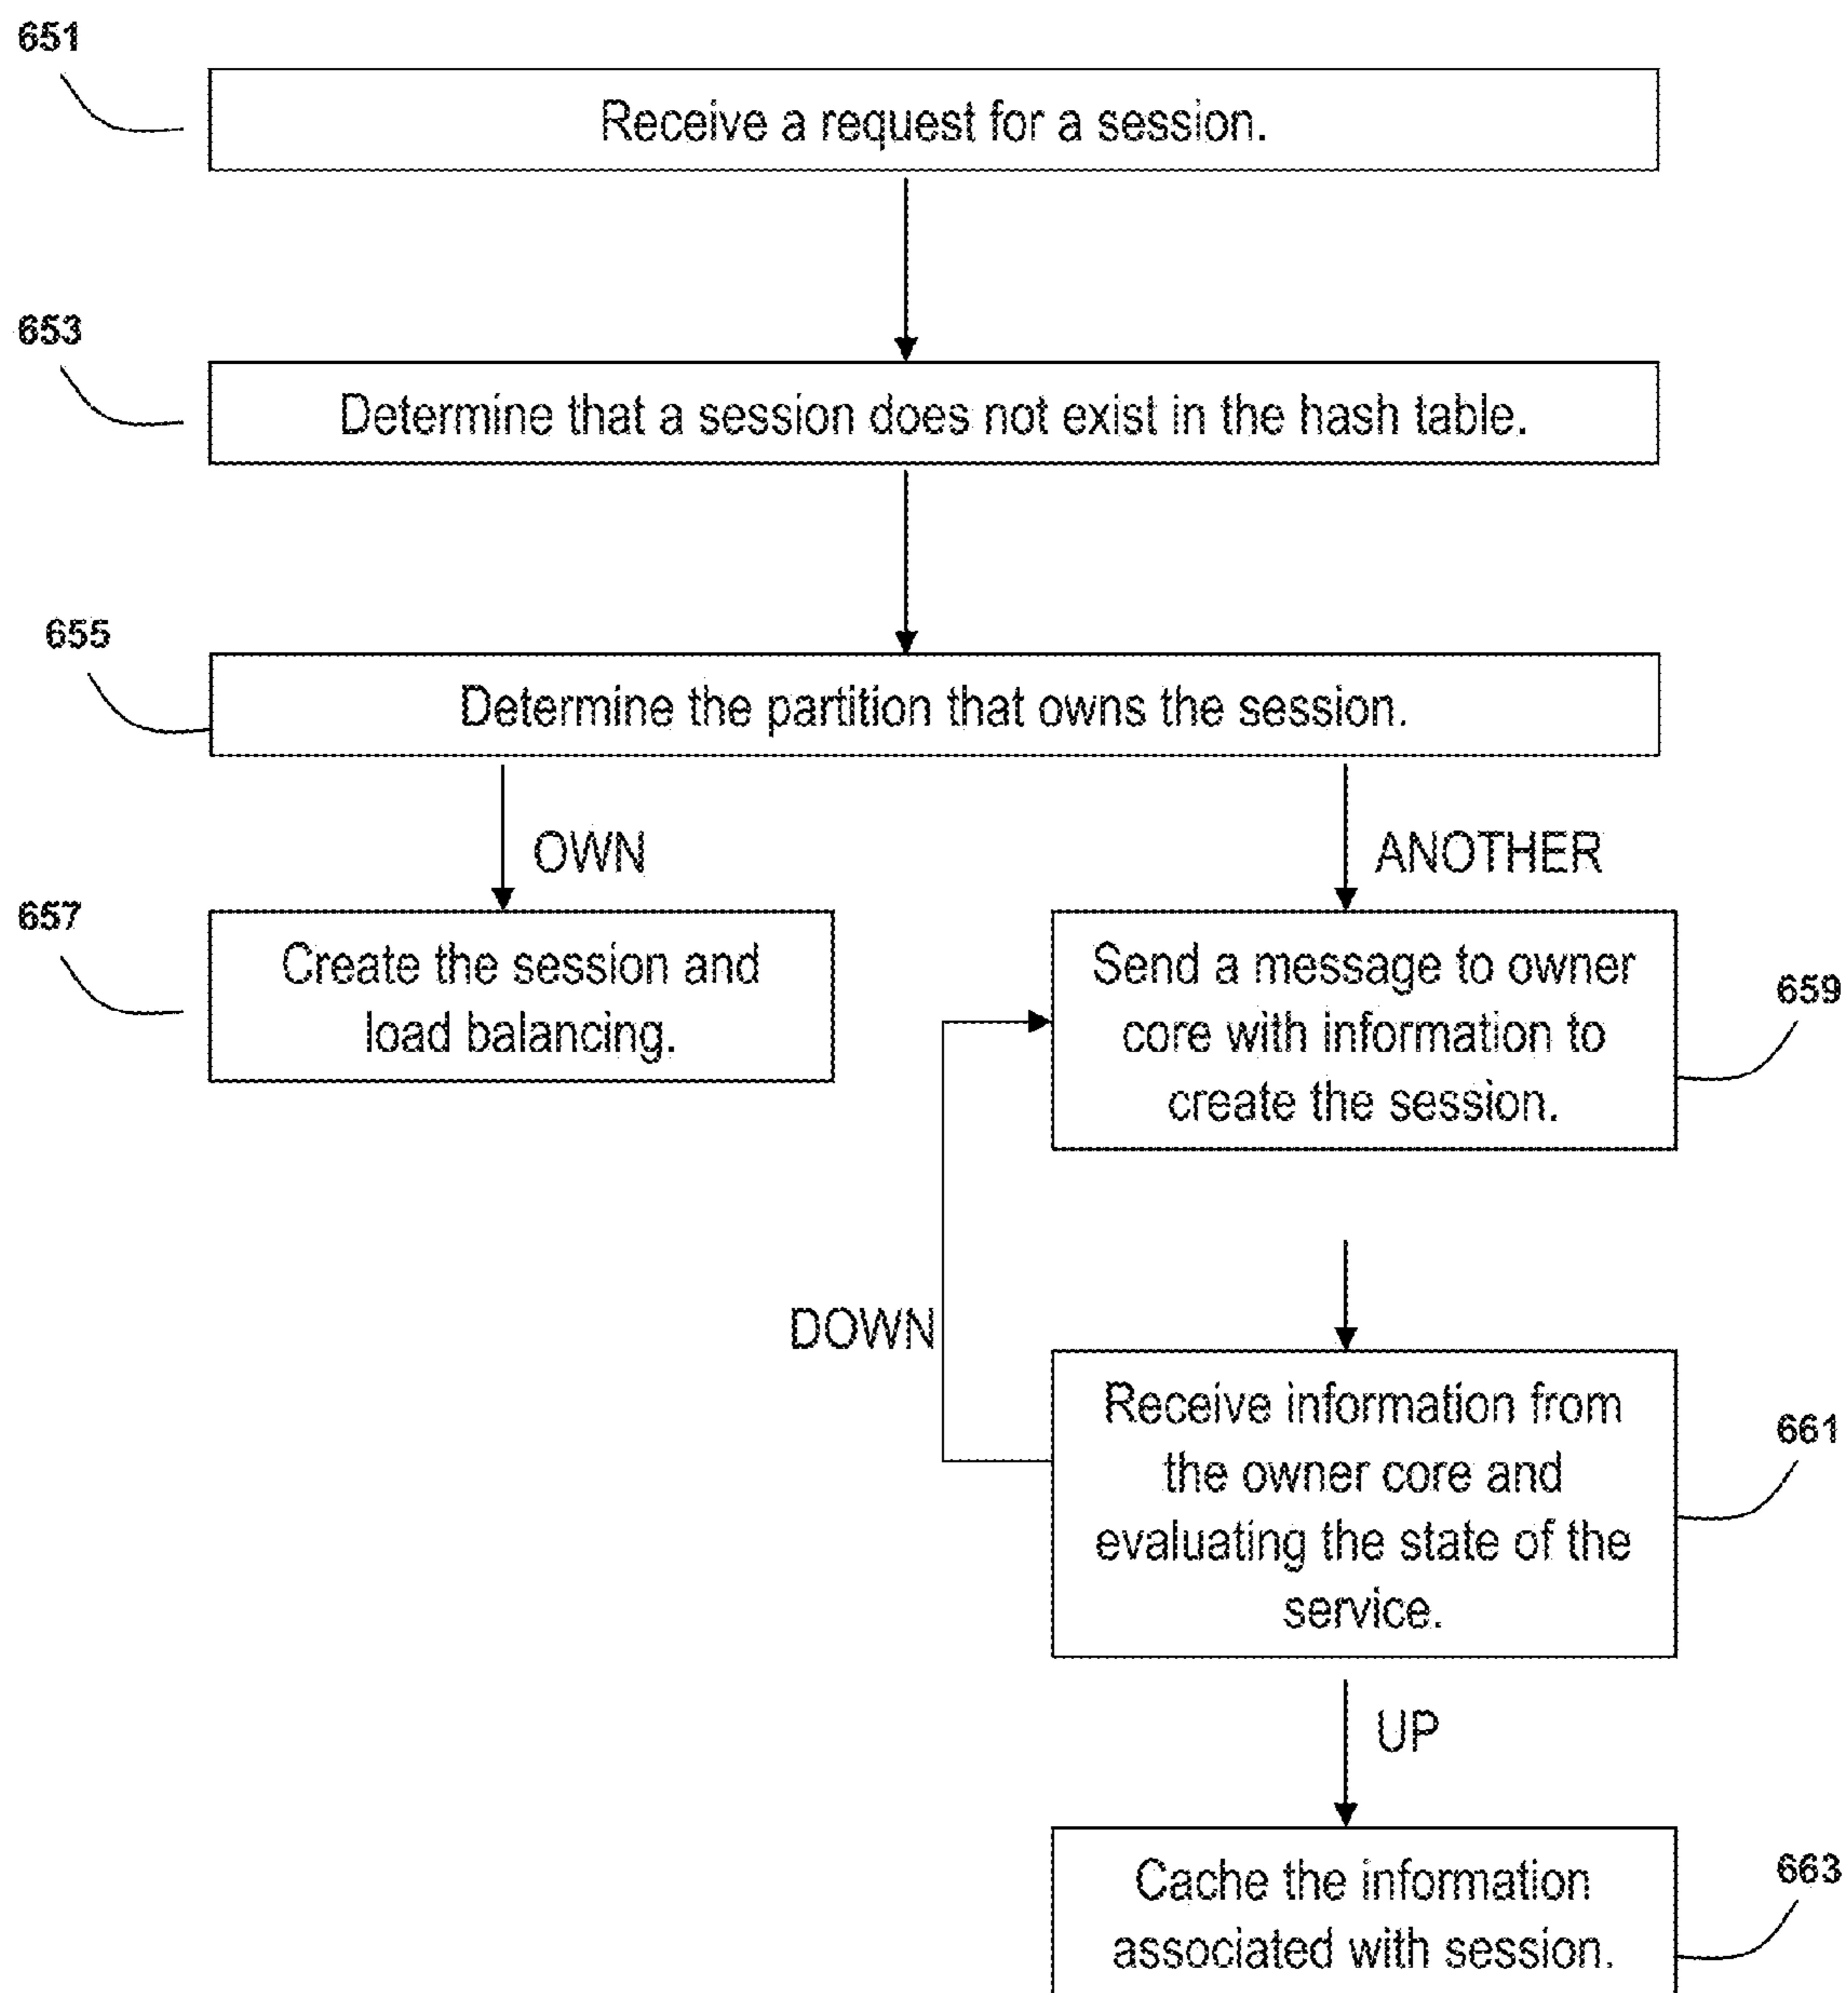 651
Receive a request for a session.
653
Determine that a session does not exist in the hash table.
655
Determine the partition that owns the session.
OWN
ANOTHER
657
Create the session and
load balancing.
Send a message to owner
core with information to
create the session.
659
DOWN
Receive information from
the owner core and
evaluating the state of the
service.
661
UP
Cache the information
associated with session.
663